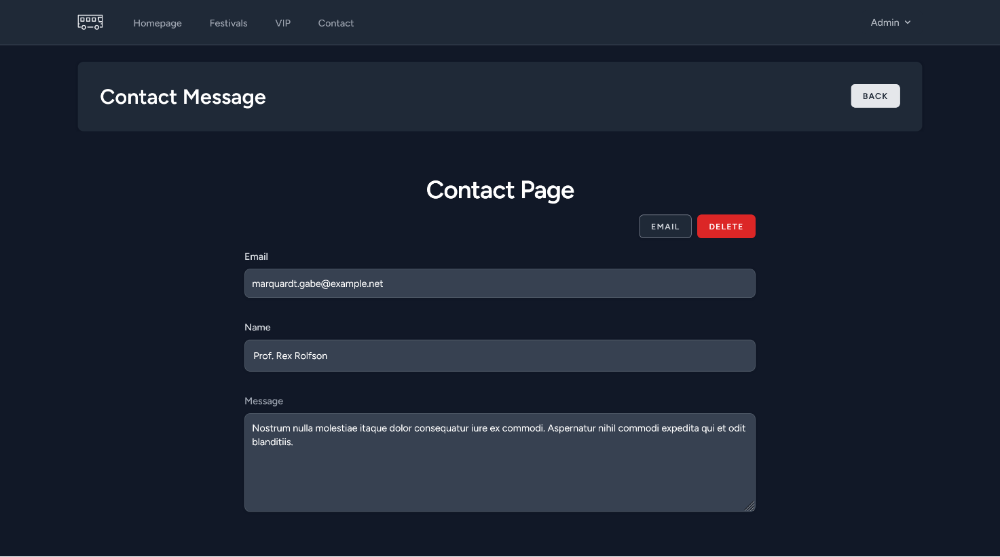 Homepage Festivals VIP Contact Admin
Contact Message BACK
Contact Page
EMAIL DELETE
Email
marquardt.gabe@example.net
Name
Prof. Rex Rolfson
Message
Nostrum nulla molestiae itaque dolor consequatur iure ex commodi. Aspernatur nihil commodi expedita qui et odit
blanditiis.